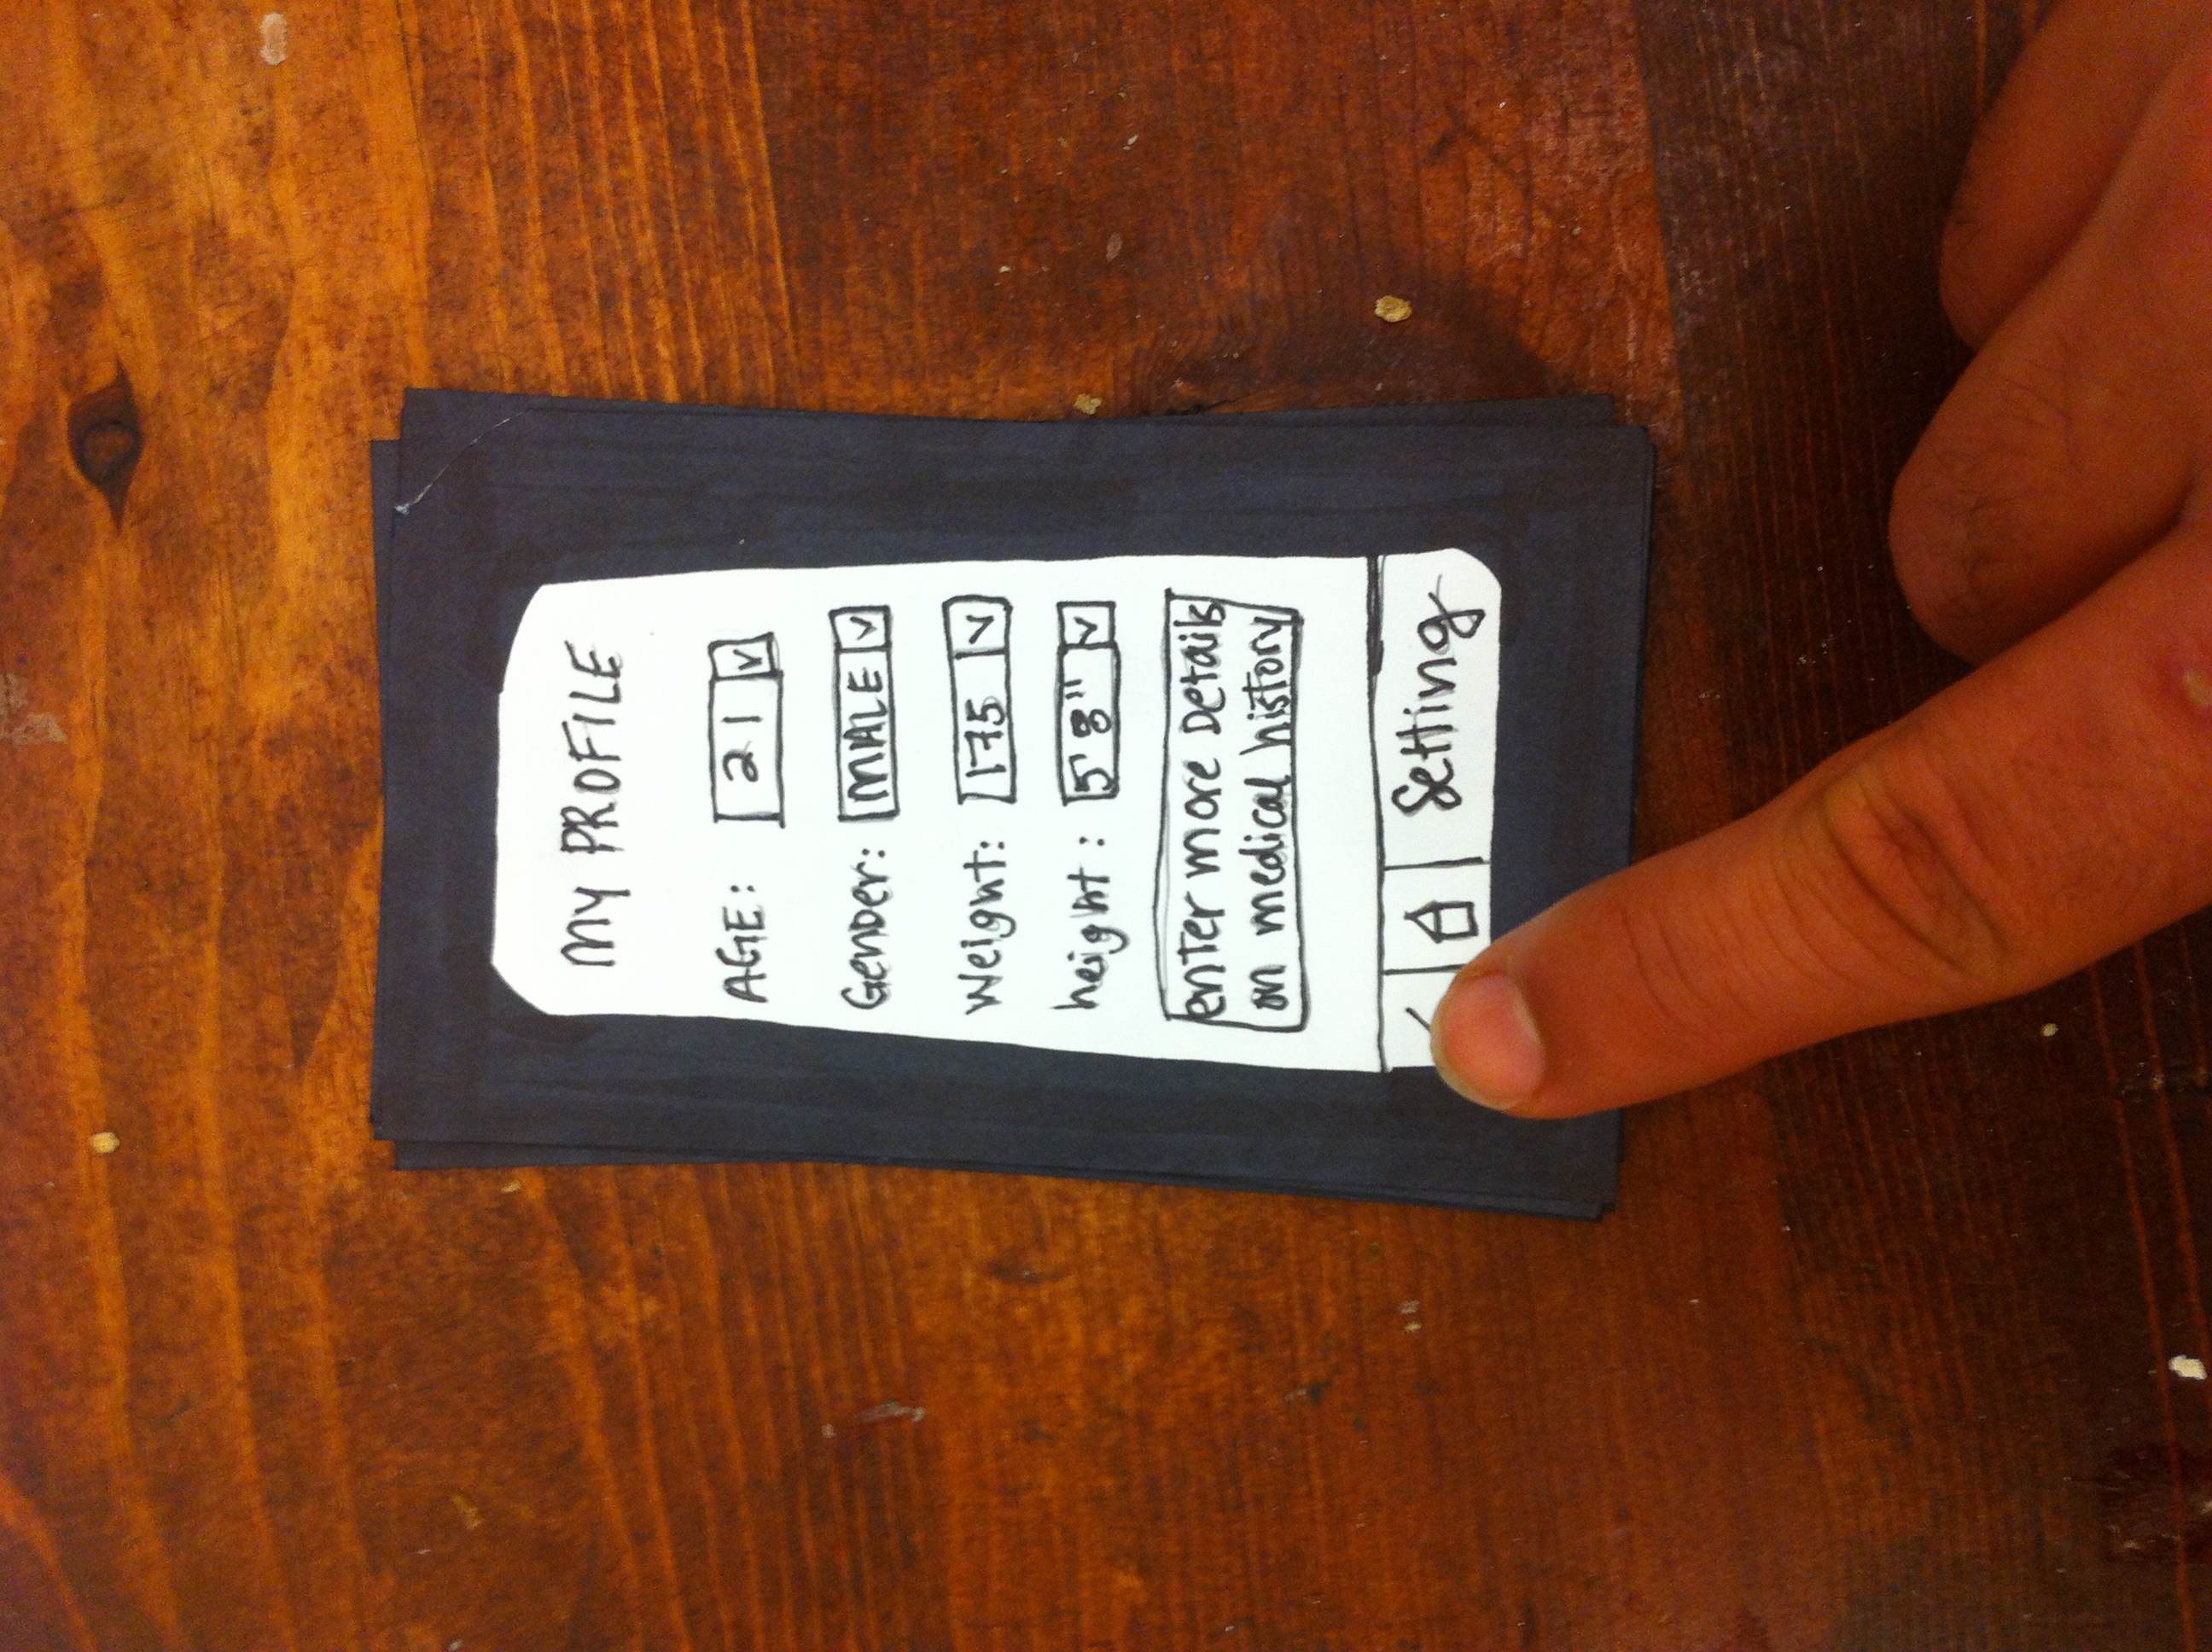 MY PROFILE
AGE: 21 v
GenDer: MALE v
Weight: 175 v
height: 5'8" v
enTer more DeTails
on medical history
Setting